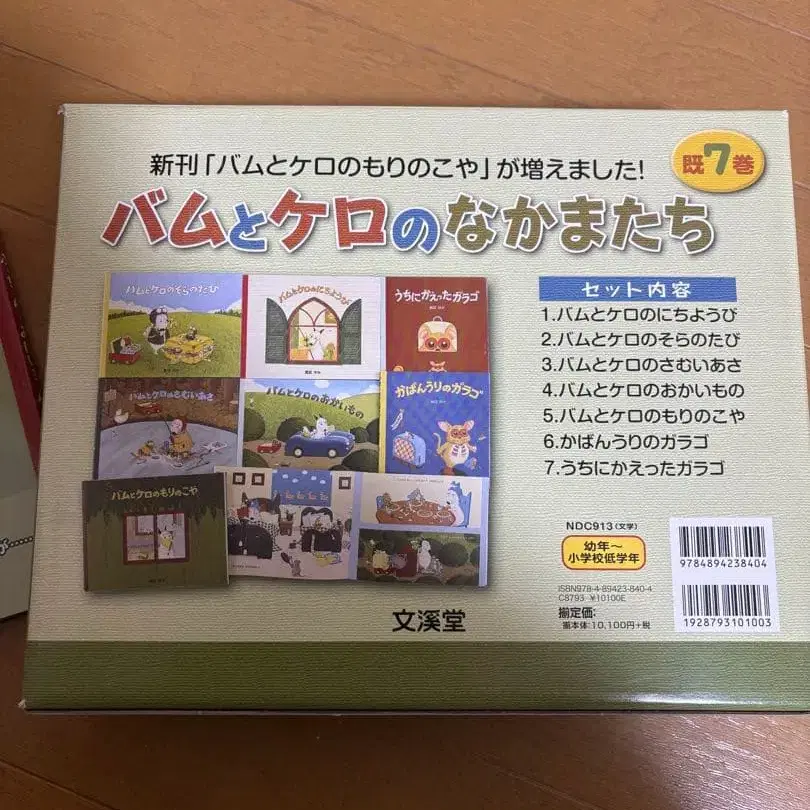 新刊「バムとケロのもりのこや」が増えました!
既7巻
バムとケロのなかまたち
バムとケロのそらのたび
バムとケロのにちようび
うちにかえったガラゴ
バムとケロのさむいあさ
バムとケロのおかいもの
かばんうりのガラゴ
バムとケロのもりのこや
セット内容
1.バムとケロのにちようび
2.バムとケロのそらのたび
3.バムとケロのさむいあさ
4.バムとケロのおかいもの
5.バムとケロのもりのこや
6.かばんうりのガラゴ
7.うちにかえったガラゴ
NDC913(文学)
幼年~
小学校低学年
ISBN978-4-89423-840-4
C8793 ¥10100E
揃定価:
揃本体:10,100円+税
9784894238404
1928793101003
文溪堂